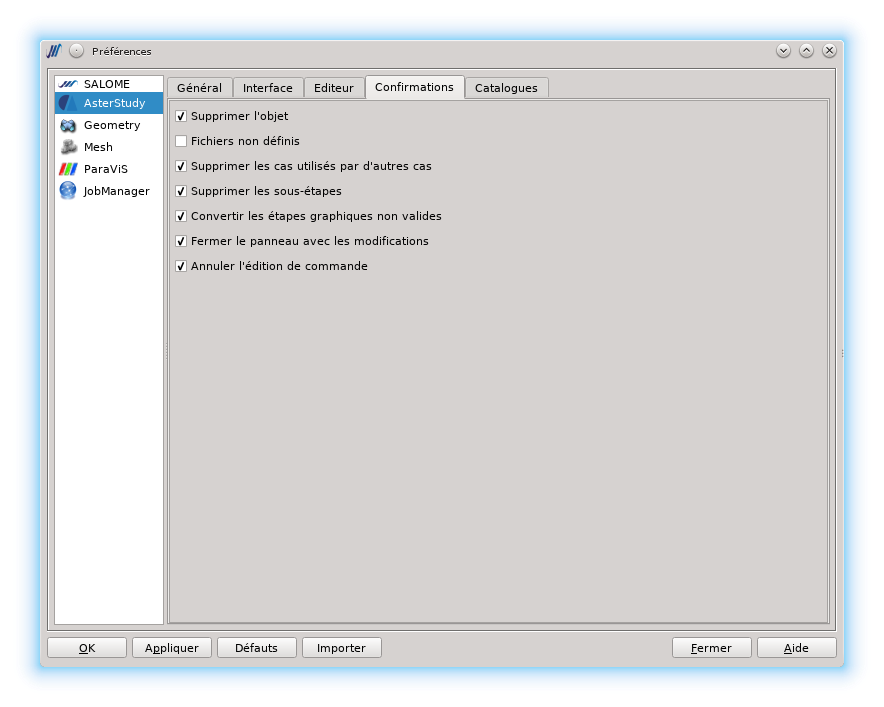 Préférences
SALOME
AsterStudy
Geometry
Mesh
ParaViS
JobManager
Général Interface Editeur Confirmations Catalogues
Supprimer l'objet
Fichiers non définis
Supprimer les cas utilisés par d'autres cas
Supprimer les sous-étapes
Convertir les étapes graphiques non valides
Fermer le panneau avec les modifications
Annuler l'édition de commande
OK Appliquer Défauts Importer Fermer Aide